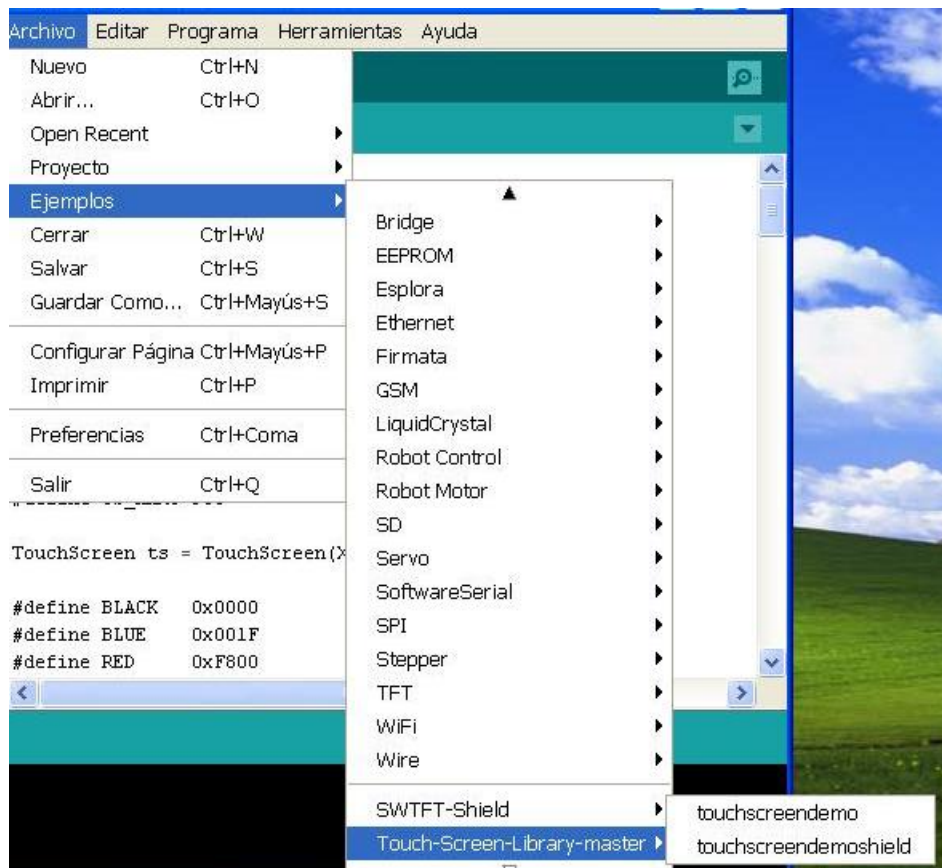 Archivo Editar Programa Herramientas Ayuda
Nuevo Ctrl+N
Abrir... Ctrl+O
Open Recent
Proyecto
Ejemplos
Cerrar Ctrl+W
Salvar Ctrl+S
Guardar Como... Ctrl+Mayús+S
Configurar Página Ctrl+Mayús+P
Imprimir Ctrl+P
Preferencias Ctrl+Coma
Salir Ctrl+Q
Bridge
EEPROM
Esplora
Ethernet
Firmata
GSM
LiquidCrystal
Robot Control
Robot Motor
SD
Servo
SoftwareSerial
SPI
Stepper
TFT
WiFi
Wire
SWTFT-Shield
Touch-Screen-Library-master
touchscreendemo
touchscreendemoshield
TouchScreen ts = TouchScreen(X
#define BLACK 0x0000
#define BLUE 0x001F
#define RED 0xF800